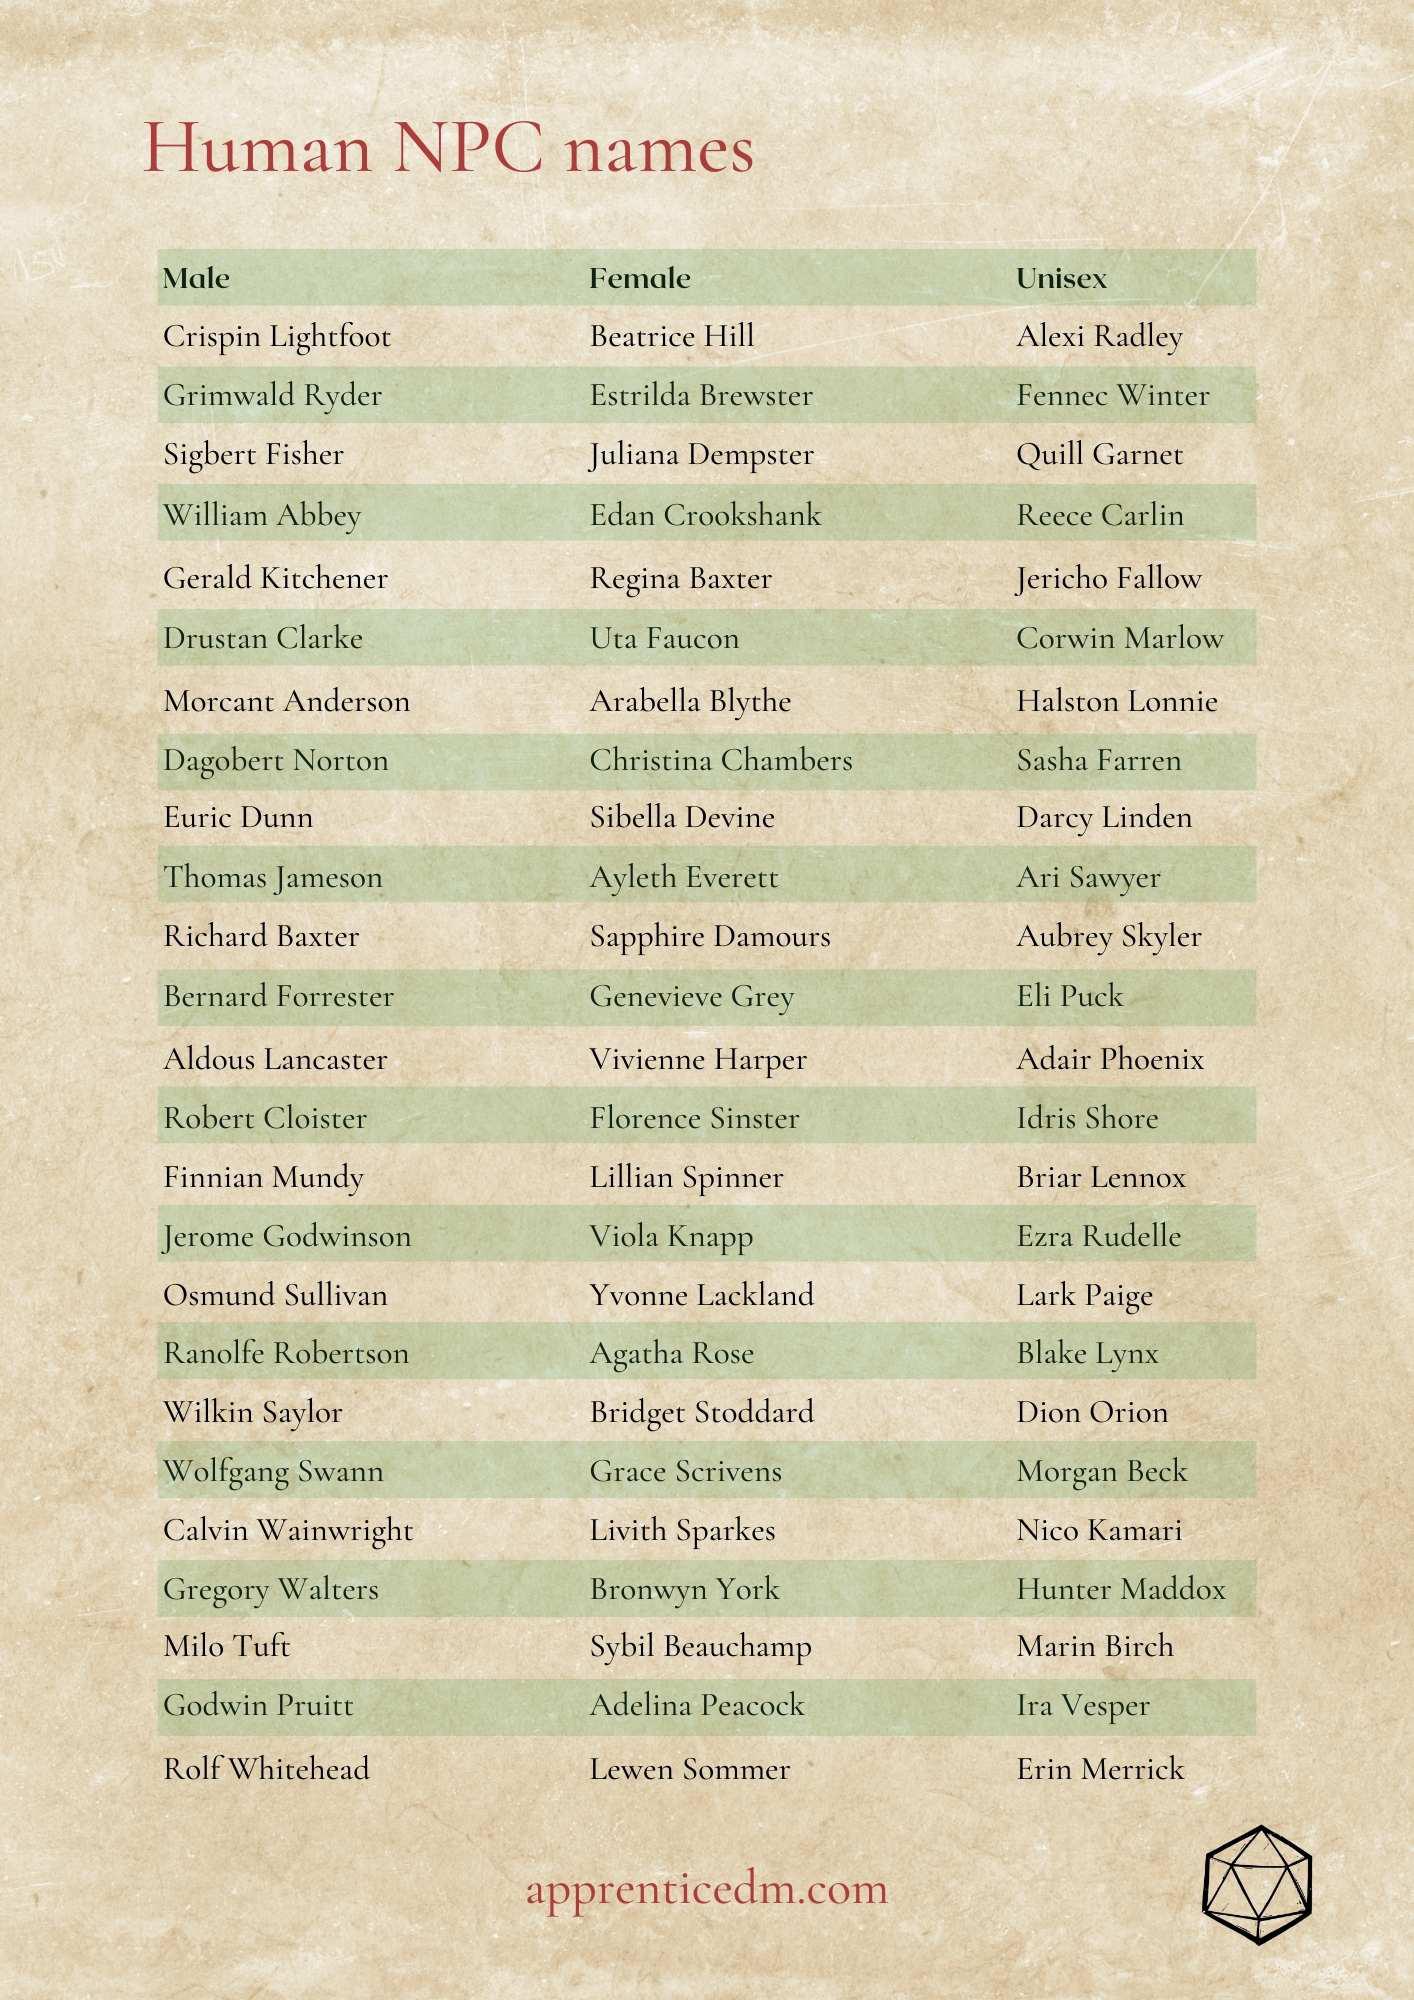 Human NPC names
Male Female Unisex
Crispin Lightfoot Beatrice Hill Alexi Radley
Grimwald Ryder Estrilda Brewster Fennec Winter
Sigbert Fisher Juliana Dempster Quill Garnet
William Abbey Edan Crookshank Reece Carlin
Gerald Kitchener Regina Baxter Jericho Fallow
Drustan Clarke Uta Faucon Corwin Marlow
Morcant Anderson Arabella Blythe Halston Lonnie
Dagobert Norton Christina Chambers Sasha Farren
Euric Dunn Sibella Devine Darcy Linden
Thomas Jameson Ayleth Everett Ari Sawyer
Richard Baxter Sapphire Damours Aubrey Skyler
Bernard Forrester Genevieve Grey Eli Puck
Aldous Lancaster Vivienne Harper Adair Phoenix
Robert Cloister Florence Sinster Idris Shore
Finnian Mundy Lillian Spinner Briar Lennox
Jerome Godwinson Viola Knapp Ezra Rudelle
Osmund Sullivan Yvonne Lackland Lark Paige
Ranolfe Robertson Agatha Rose Blake Lynx
Wilkin Saylor Bridget Stoddard Dion Orion
Wolfgang Swann Grace Scrivens Morgan Beck
Calvin Wainwright Livith Sparkes Nico Kamari
Gregory Walters Bronwyn York Hunter Maddox
Milo Tuft Sybil Beauchamp Marin Birch
Godwin Pruitt Adelina Peacock Ira Vesper
Rolf Whitehead Lewen Sommer Erin Merrick
apprenticedm.com